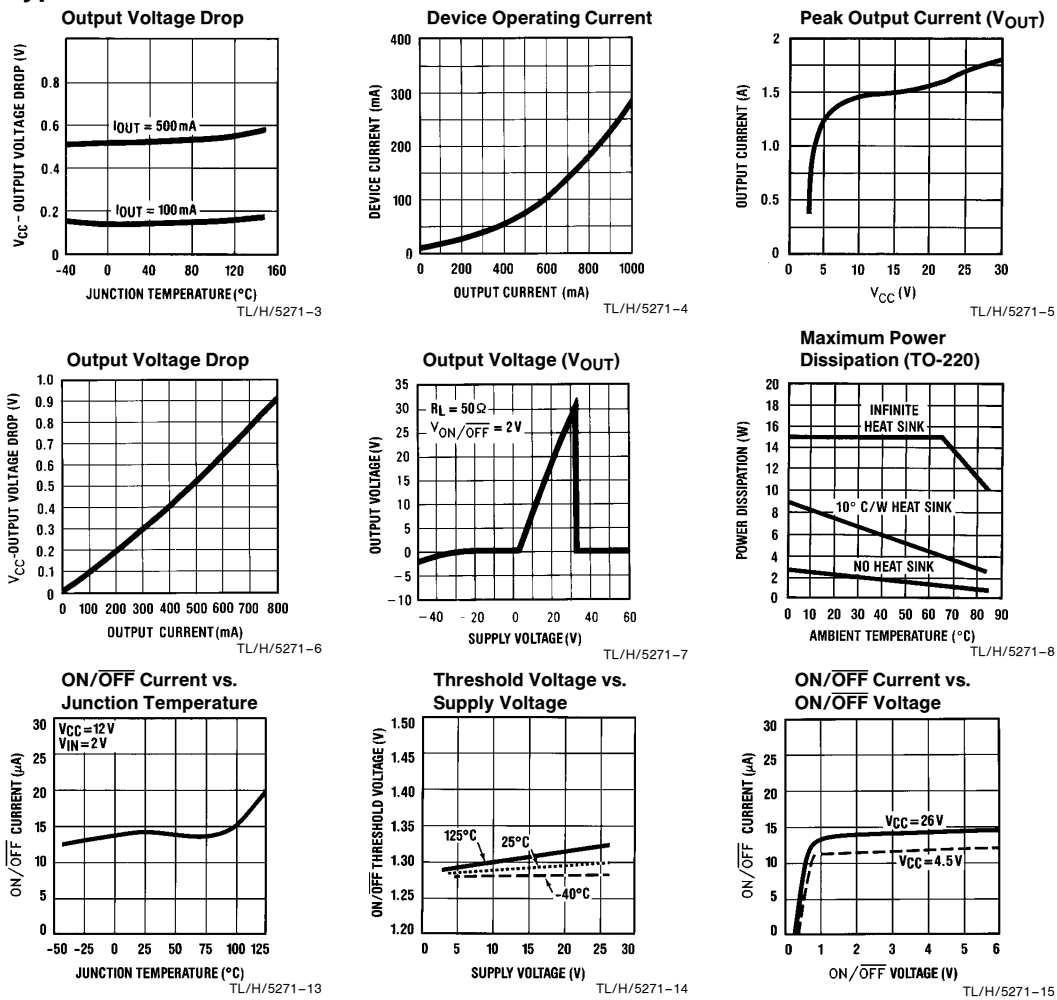 Output Voltage Drop
VCC – OUTPUT VOLTAGE DROP (V)
0.8
0.6
0.4
0.2
0
IOUT = 500 mA
IOUT = 100 mA
-40 0 40 80 120 160
JUNCTION TEMPERATURE (°C)
TL/H/5271–3
Device Operating Current
DEVICE CURRENT (mA)
400
300
200
100
0
0 200 400 600 800 1000
OUTPUT CURRENT (mA)
TL/H/5271–4
Peak Output Current (VOUT)
OUTPUT CURRENT (A)
2
1.5
1.0
0.5
0
0 5 10 15 20 25 30
VCC (V)
TL/H/5271–5
Output Voltage Drop
VCC-OUTPUT VOLTAGE DROP (V)
1.0
0.9
0.8
0.7
0.6
0.5
0.4
0.3
0.2
0.1
0 100 200 300 400 500 600 700 800
OUTPUT CURRENT (mA)
TL/H/5271–6
Output Voltage (VOUT)
OUTPUT VOLTAGE (V)
35
30
25
20
15
10
5
0
–5
–10
RL = 50Ω
VON/OFF = 2V
–40 -20 0 20 40 60
SUPPLY VOLTAGE (V)
TL/H/5271–7
Maximum Power
Dissipation (TO-220)
POWER DISSIPATION (W)
20
18
16
14
12
10
8
6
4
2
0
INFINITE
HEAT SINK
10° C/W HEAT SINK
NO HEAT SINK
0 10 20 30 40 50 60 70 80 90
AMBIENT TEMPERATURE (°C)
TL/H/5271–8
ON/OFF Current vs.
Junction Temperature
ON/OFF CURRENT (μA)
30
25
20
15
10
5
0
VCC=12V
VIN=2V
-50 -25 0 25 50 75 100 125
JUNCTION TEMPERATURE (°C)
TL/H/5271–13
Threshold Voltage vs.
Supply Voltage
ON/OFF THRESHOLD VOLTAGE (V)
1.50
1.45
1.40
1.35
1.30
1.25
1.20
125°C
25°C
-40°C
0 5 10 15 20 25 30
SUPPLY VOLTAGE (V)
TL/H/5271–14
ON/OFF Current vs.
ON/OFF Voltage
ON/OFF CURRENT (μA)
30
25
20
15
10
5
0
VCC=26V
VCC=4.5V
0 1 2 3 4 5 6
ON/OFF VOLTAGE (V)
TL/H/5271–15